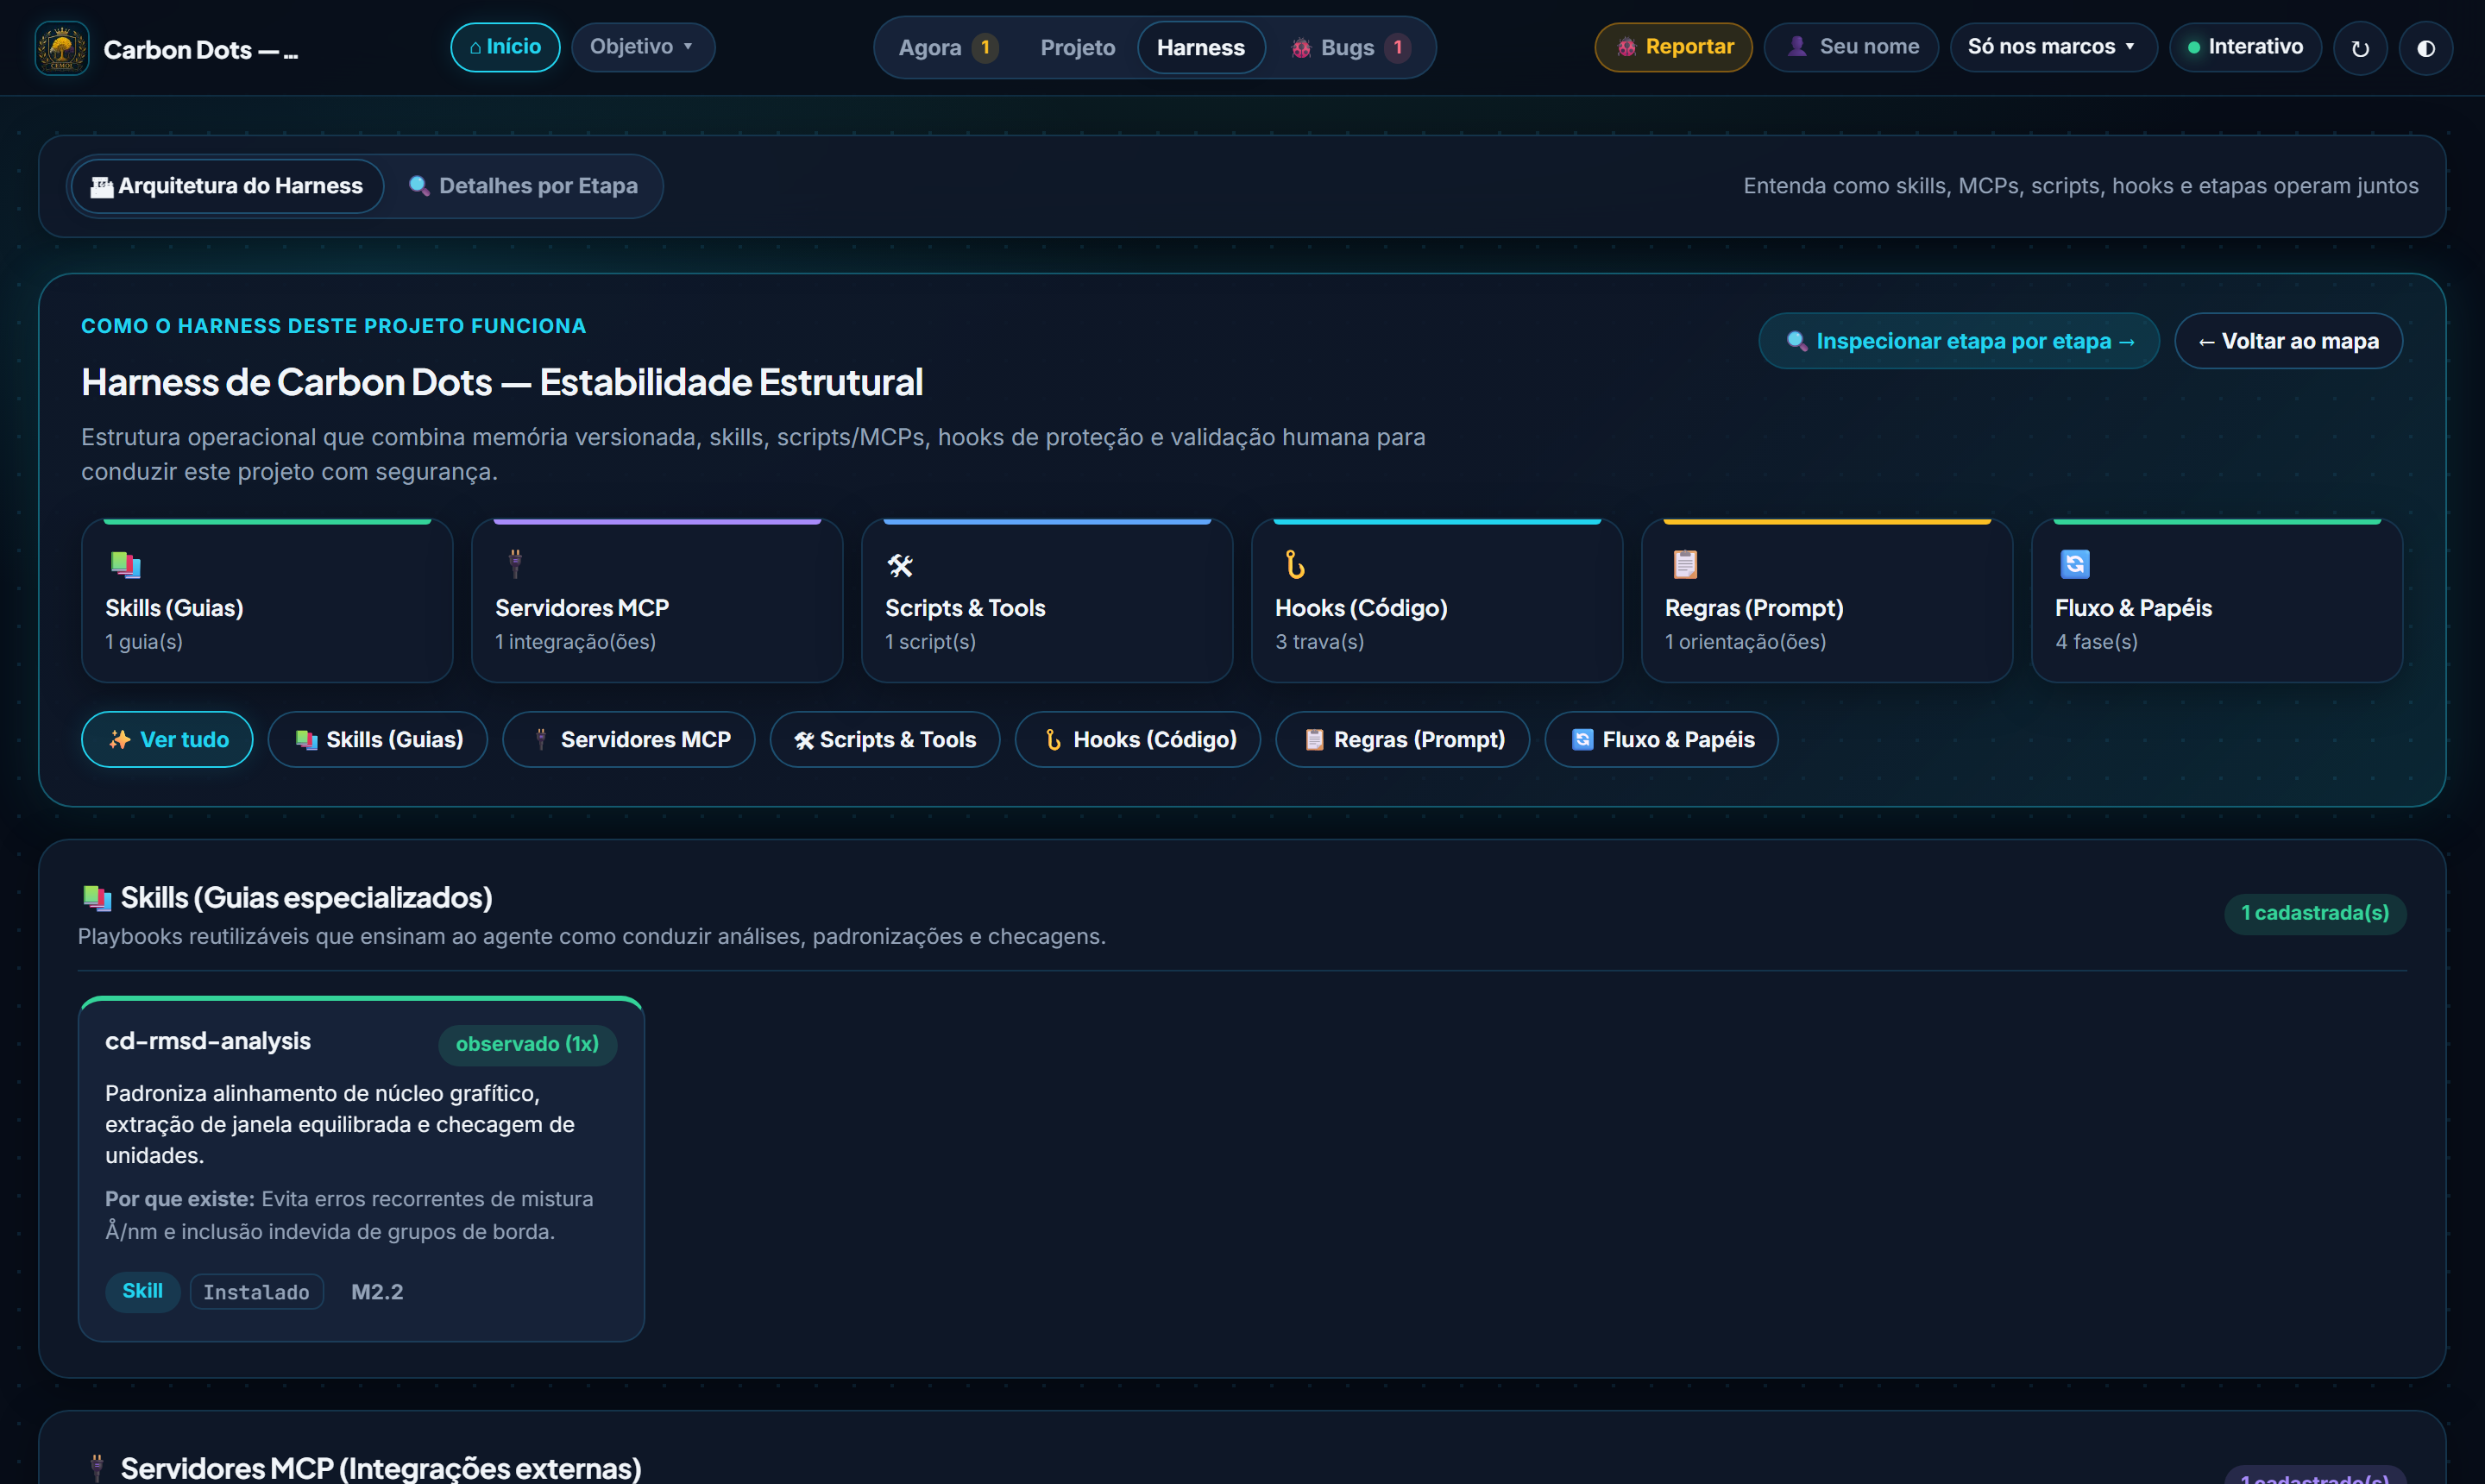 Carbon Dots — ...
⌂ Início
Objetivo ▼
Agora 1
Projeto
Harness
Bugs 1
Reportar
Seu nome
Só nos marcos ▼
Interativo
Arquitetura do Harness
Detalhes por Etapa
Entenda como skills, MCPs, scripts, hooks e etapas operam juntos
COMO O HARNESS DESTE PROJETO FUNCIONA
Inspecionar etapa por etapa →
← Voltar ao mapa
Harness de Carbon Dots — Estabilidade Estrutural
Estrutura operacional que combina memória versionada, skills, scripts/MCPs, hooks de proteção e validação humana para
conduzir este projeto com segurança.
Skills (Guias)
1 guia(s)
Servidores MCP
1 integração(ões)
Scripts & Tools
1 script(s)
Hooks (Código)
3 trava(s)
Regras (Prompt)
1 orientação(ões)
Fluxo & Papéis
4 fase(s)
Ver tudo
Skills (Guias)
Servidores MCP
Scripts & Tools
Hooks (Código)
Regras (Prompt)
Fluxo & Papéis
Skills (Guias especializados)
1 cadastrada(s)
Playbooks reutilizáveis que ensinam ao agente como conduzir análises, padronizações e checagens.
cd-rmsd-analysis
observado (1x)
Padroniza alinhamento de núcleo grafítico,
extração de janela equilibrada e checagem de
unidades.
Por que existe: Evita erros recorrentes de mistura
Å/nm e inclusão indevida de grupos de borda.
Skill
Instalado
M2.2
Servidores MCP (Integrações externas)
1 cadastrado(s)